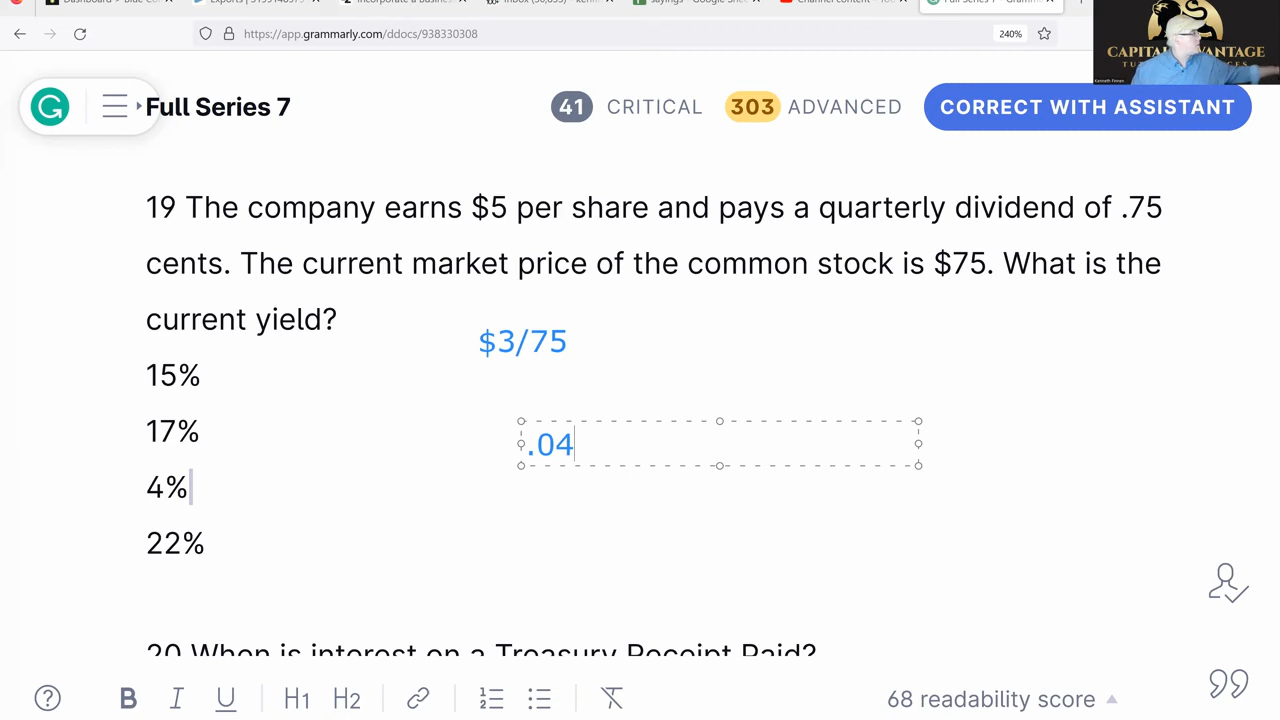 https://app.grammarly.com/ddocs/938330308
240%
CAPITAL ADVANTAGE
Full Series 7
41 CRITICAL
303 ADVANCED
CORRECT WITH ASSISTANT
19 The company earns $5 per share and pays a quarterly dividend of .75
cents. The current market price of the common stock is $75. What is the
current yield?
$3/75
15%
17%
.04
4%
22%
20 When is interest on a Treasury Receipt Paid?
B I U H1 H2
68 readability score